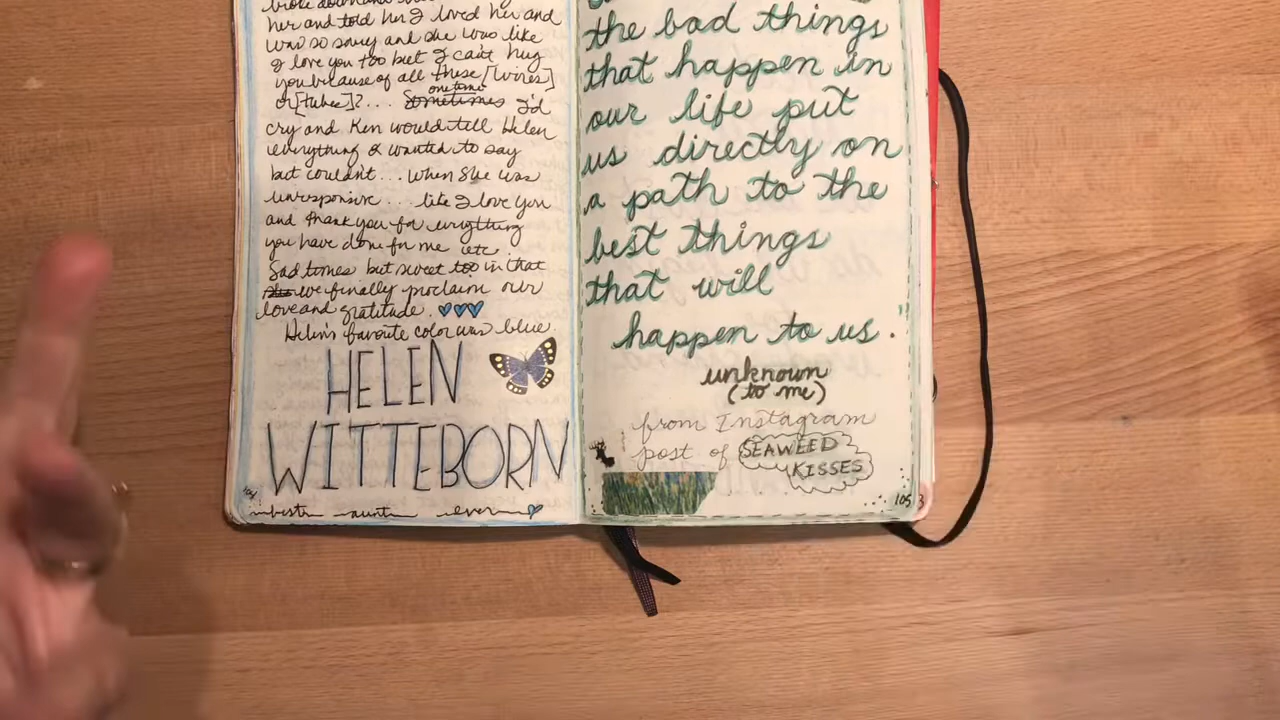 her and told her I loved her and
was so sorry and she was like
I love you too but I can't hug
you because of all these [wires]
or [tubes]? ... Sometimes one time I'd
cry and Ken would tell Helen
everything I wanted to say
but couldn't ... when she was
unresponsive ... like I love you
and thank you for everything
you have done for me etc.
Sad times but sweet too in that
we finally proclaim our
love and gratitude.
Helen's favorite color was blue.
HELEN
WITTEBORN
best aunt ever
the bad things
that happen in
our life put
us directly on
a path to the
best things
that will
happen to us.
unknown
(to me)
from Instagram
post of SEAWEED
KISSES
105